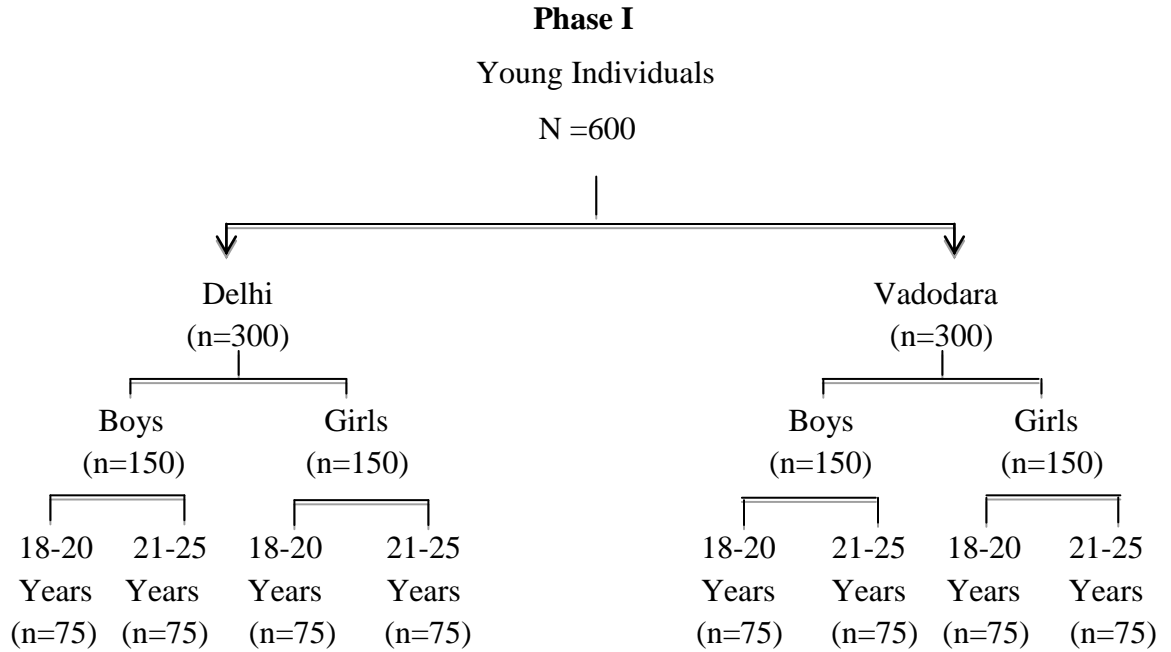 Phase I
Young Individuals
N =600
Delhi Vadodara
(n=300) (n=300)
Boys Girls Boys Girls
(n=150) (n=150) (n=150) (n=150)
18-20 21-25 18-20 21-25 18-20 21-25 18-20 21-25
Years Years Years Years Years Years Years Years
(n=75) (n=75) (n=75) (n=75) (n=75) (n=75) (n=75) (n=75)